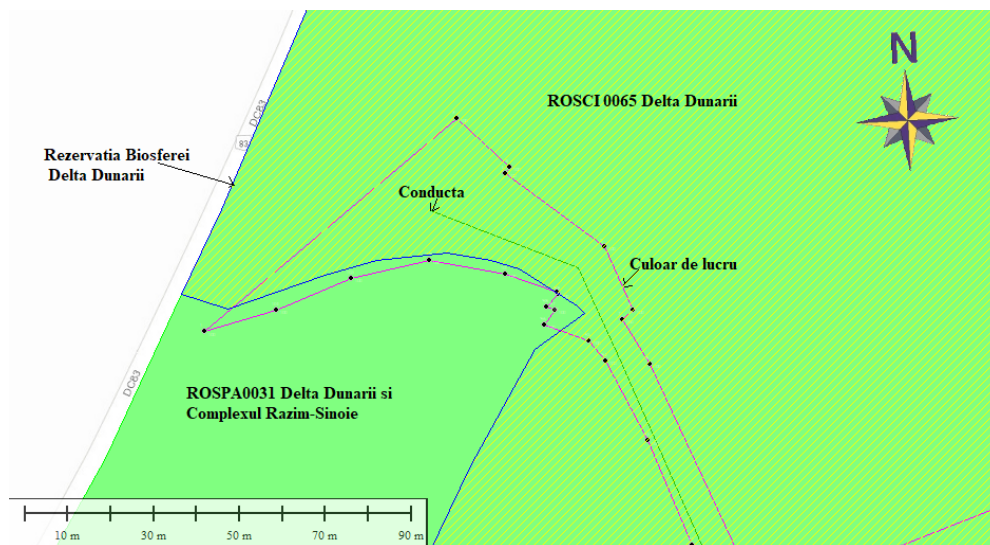 N
DC83
ROSCI 0065 Delta Dunarii
83
Rezervatia Biosferei
Delta Dunarii
Conducta
Culoar de lucru
DC83
ROSPA0031 Delta Dunarii si
Complexul Razim-Sinoie
10 m 30 m 50 m 70 m 90 m